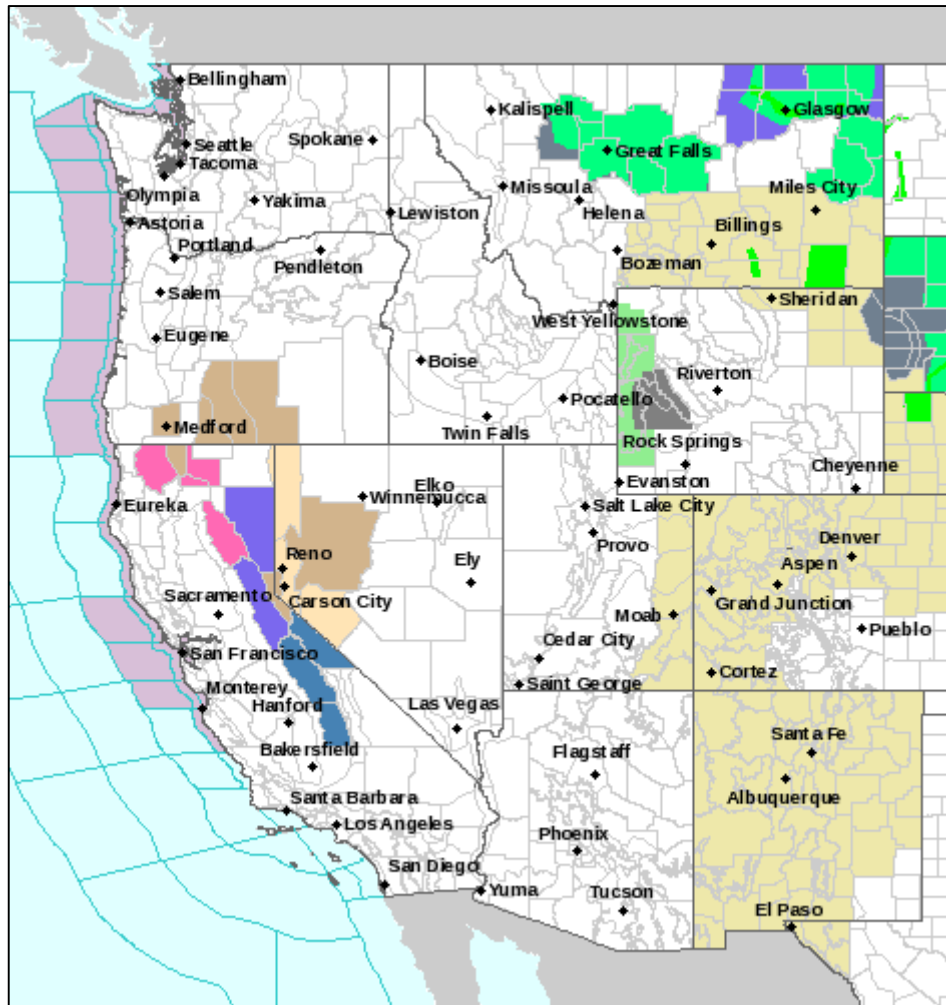 Bellingham
Kalispell
Glasgow
Seattle
Spokane
Great Falls
Tacoma
Olympia
Missoula
Miles City
Yakima
Helena
Lewiston
Astoria
Billings
Portland
Bozeman
Pendleton
Salem
Sheridan
West Yellowstone
Eugene
Boise
Riverton
Pocatello
Medford
Twin Falls
Rock Springs
Cheyenne
Elko
Evanston
Winnemucca
Eureka
Salt Lake City
Provo
Denver
Reno
Ely
Aspen
Sacramento
Carson City
Grand Junction
Moab
Pueblo
Cedar City
San Francisco
Cortez
Saint George
Monterey
Hanford
Las Vegas
Santa Fe
Bakersfield
Flagstaff
Albuquerque
Santa Barbara
Los Angeles
Phoenix
San Diego
Yuma
Tucson
El Paso